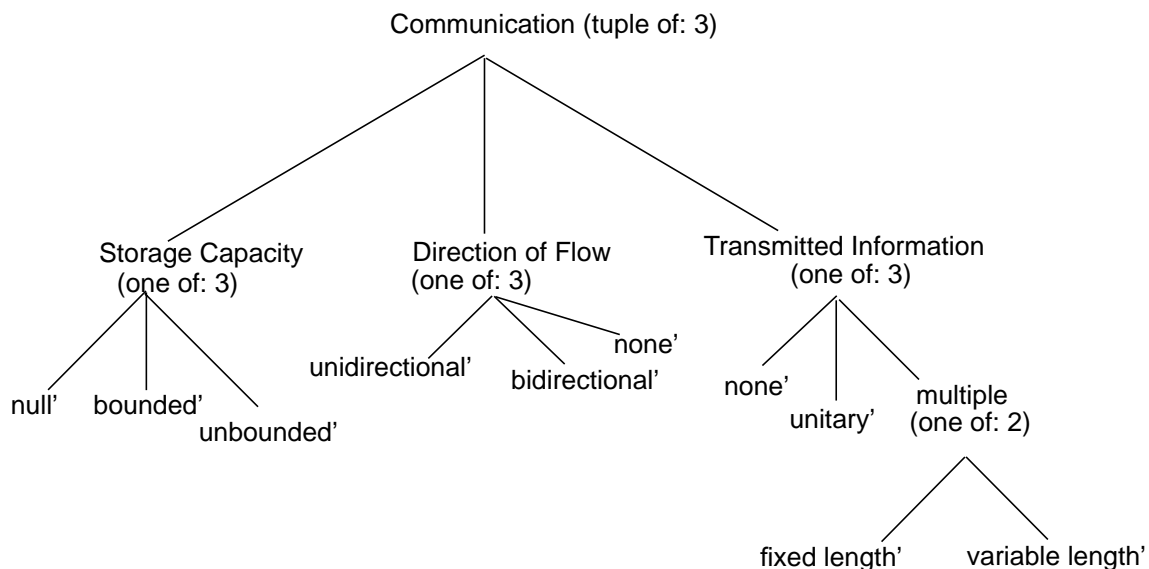 Communication (tuple of: 3)
Storage Capacity
(one of: 3)
Direction of Flow
(one of: 3)
Transmitted Information
(one of: 3)
null’
bounded’
unbounded’
unidirectional’
bidirectional’
none’
none’
unitary’
multiple
(one of: 2)
fixed length’
variable length’